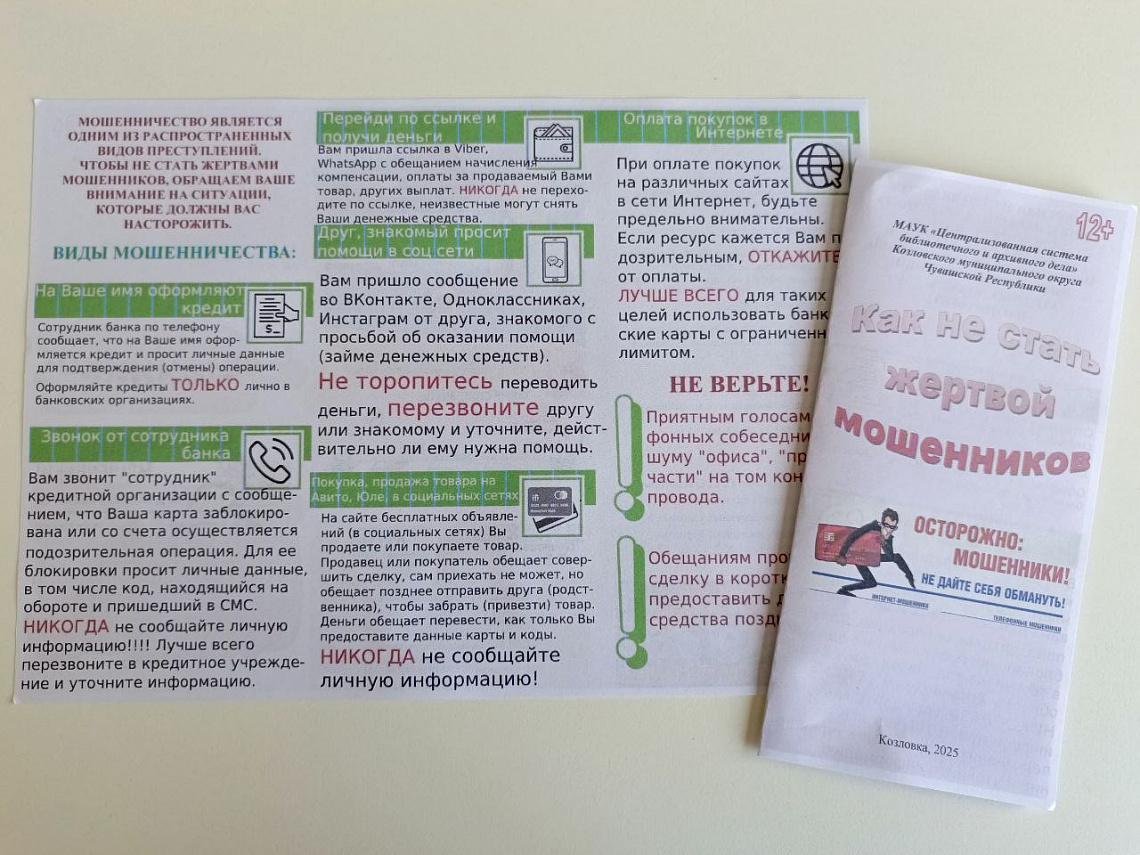 МОШЕННИЧЕСТВО ЯВЛЯЕТСЯ
ОДНИМ ИЗ РАСПРОСТРАНЕННЫХ
ВИДОВ ПРЕСТУПЛЕНИЙ.
ЧТОБЫ НЕ СТАТЬ ЖЕРТВАМИ
МОШЕННИКОВ, ОБРАЩАЕМ ВАШЕ
ВНИМАНИЕ НА СИТУАЦИИ,
КОТОРЫЕ ДОЛЖНЫ ВАС
НАСТОРОЖИТЬ.
ВИДЫ МОШЕННИЧЕСТВА:
На Ваше имя оформляют
кредит
Сотрудник банка по телефону
сообщает, что на Ваше имя офор-
мляется кредит и просит личные данные
для подтверждения (отмены) операции.
Оформляйте кредиты ТОЛЬКО лично в
банковских организациях.
Звонок от сотрудника
банка
Вам звонит "сотрудник"
кредитной организации с сообще-
нием, что Ваша карта заблокиро-
вана или со счета осуществляется
подозрительная операция. Для ее
блокировки просит личные данные,
в том числе код, находящийся на
обороте и пришедший в СМС.
НИКОГДА не сообщайте личную
информацию!!!! Лучше всего
перезвоните в кредитное учрежде-
ние и уточните информацию.
Перейди по ссылке и
получи деньги
Вам пришла ссылка в Viber,
WhatsApp с обещанием начисления
компенсации, оплаты за продаваемый Вами
товар, других выплат. НИКОГДА не перехо-
дите по ссылке, неизвестные могут снять
Ваши денежные средства.
Друг, знакомый просит
помощи в соц сети
Вам пришло сообщение
во ВКонтакте, Одноклассниках,
Инстаграм от друга, знакомого с
просьбой об оказании помощи
(займе денежных средств).
Не торопитесь переводить
деньги, перезвоните другу
или знакомому и уточните, дейст-
вительно ли ему нужна помощь.
Покупка, продажа товара на
Авито, Юле, в социальных сетях
На сайте бесплатных объявле-
ний (в социальных сетях) Вы
продаете или покупаете товар.
Продавец или покупатель обещает совер-
шить сделку, сам приехать не может, но
обещает позднее отправить друга (родст-
венника), чтобы забрать (привезти) товар.
Деньги обещает перевести, как только Вы
предоставите данные карты и коды.
НИКОГДА не сообщайте
личную информацию!
Оплата покупок в
Интернете
При оплате покупок
на различных сайтах
в сети Интернет, будьте
предельно внимательны.
Если ресурс кажется Вам п
дозрительным, ОТКАЖИТЕ
от оплаты.
ЛУЧШЕ ВСЕГО для таких
целей использовать банк
ские карты с ограниченн
лимитом.
НЕ ВЕРЬТЕ!
Приятным голосам
фонных собеседни
шуму "офиса", "пр
части" на том кон
провода.
Обещаниям про
сделку в коротк
предоставить д
средства позд
12+
МАУК «Централизованная система
библиотечного и архивного дела»
Козловского муниципального округа
Чувашской Республики
Как не стать
жертвой
мошенников
ОСТОРОЖНО:
МОШЕННИКИ!
НЕ ДАЙТЕ СЕБЯ ОБМАНУТЬ!
ИНТЕРНЕТ-МОШЕННИКИ
ТЕЛЕФОННЫЕ МОШЕННИКИ
Козловка, 2025